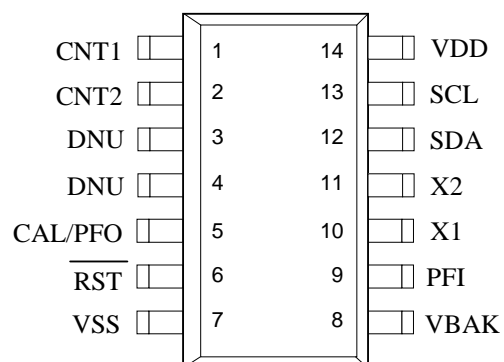 CNT1 1 14 VDD
CNT2 2 13 SCL
DNU 3 12 SDA
DNU 4 11 X2
CAL/PFO 5 10 X1
RST 6 9 PFI
VSS 7 8 VBAK